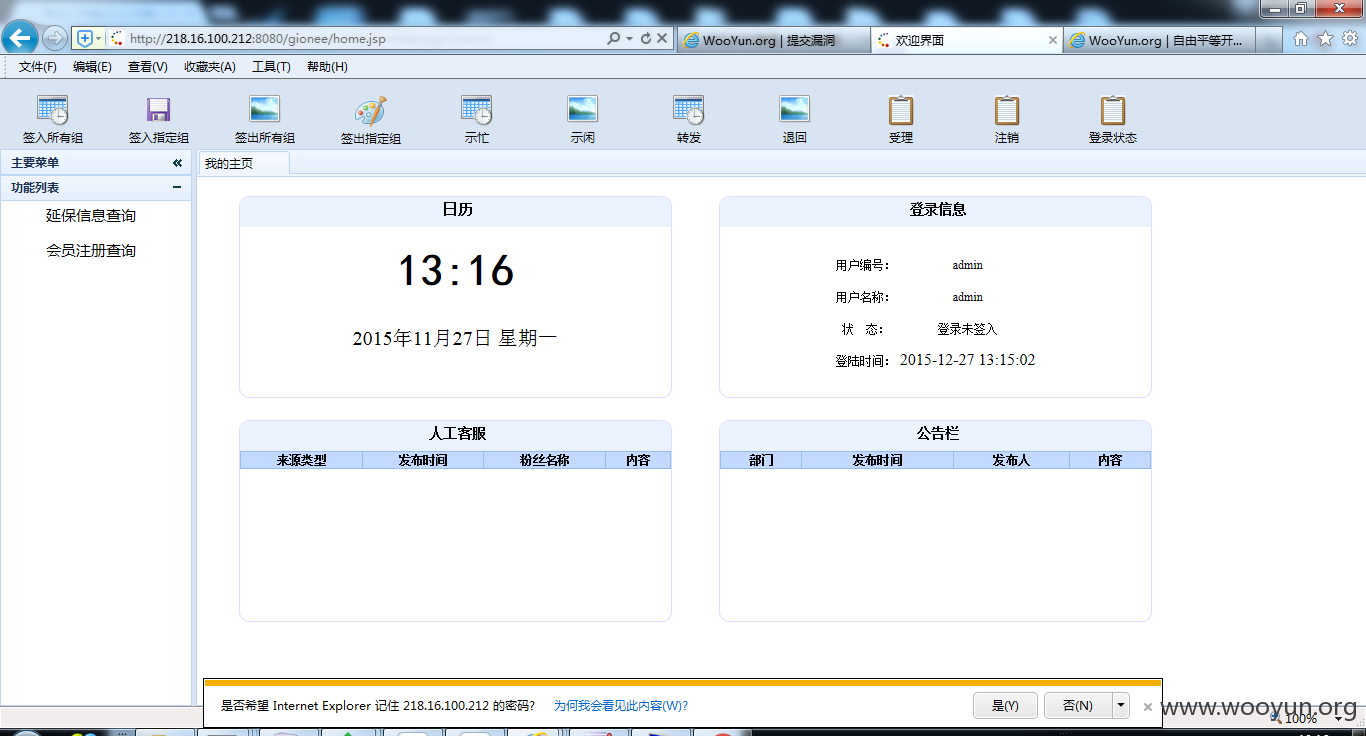 http://218.16.100.212:8080/gionee/home.jsp
WooYun.org | 提交漏洞
欢迎界面
WooYun.org | 自由平等开...
文件(F) 编辑(E) 查看(V) 收藏夹(A) 工具(T) 帮助(H)
签入所有组 签入指定组 签出所有组 签出指定组 示忙 示闲 转发 退回 受理 注销 登录状态
主要菜单
我的主页
功能列表
延保信息查询
会员注册查询
日历
13:16
2015年11月27日 星期一
登录信息
用户编号： admin
用户名称： admin
状 态： 登录未签入
登陆时间： 2015-12-27 13:15:02
人工客服
来源类型 发布时间 粉丝名称 内容
公告栏
部门 发布时间 发布人 内容
是否希望 Internet Explorer 记住 218.16.100.212 的密码? 为何我会看见此内容(W)? 是(Y) 否(N)
www.wooyun.org
100%